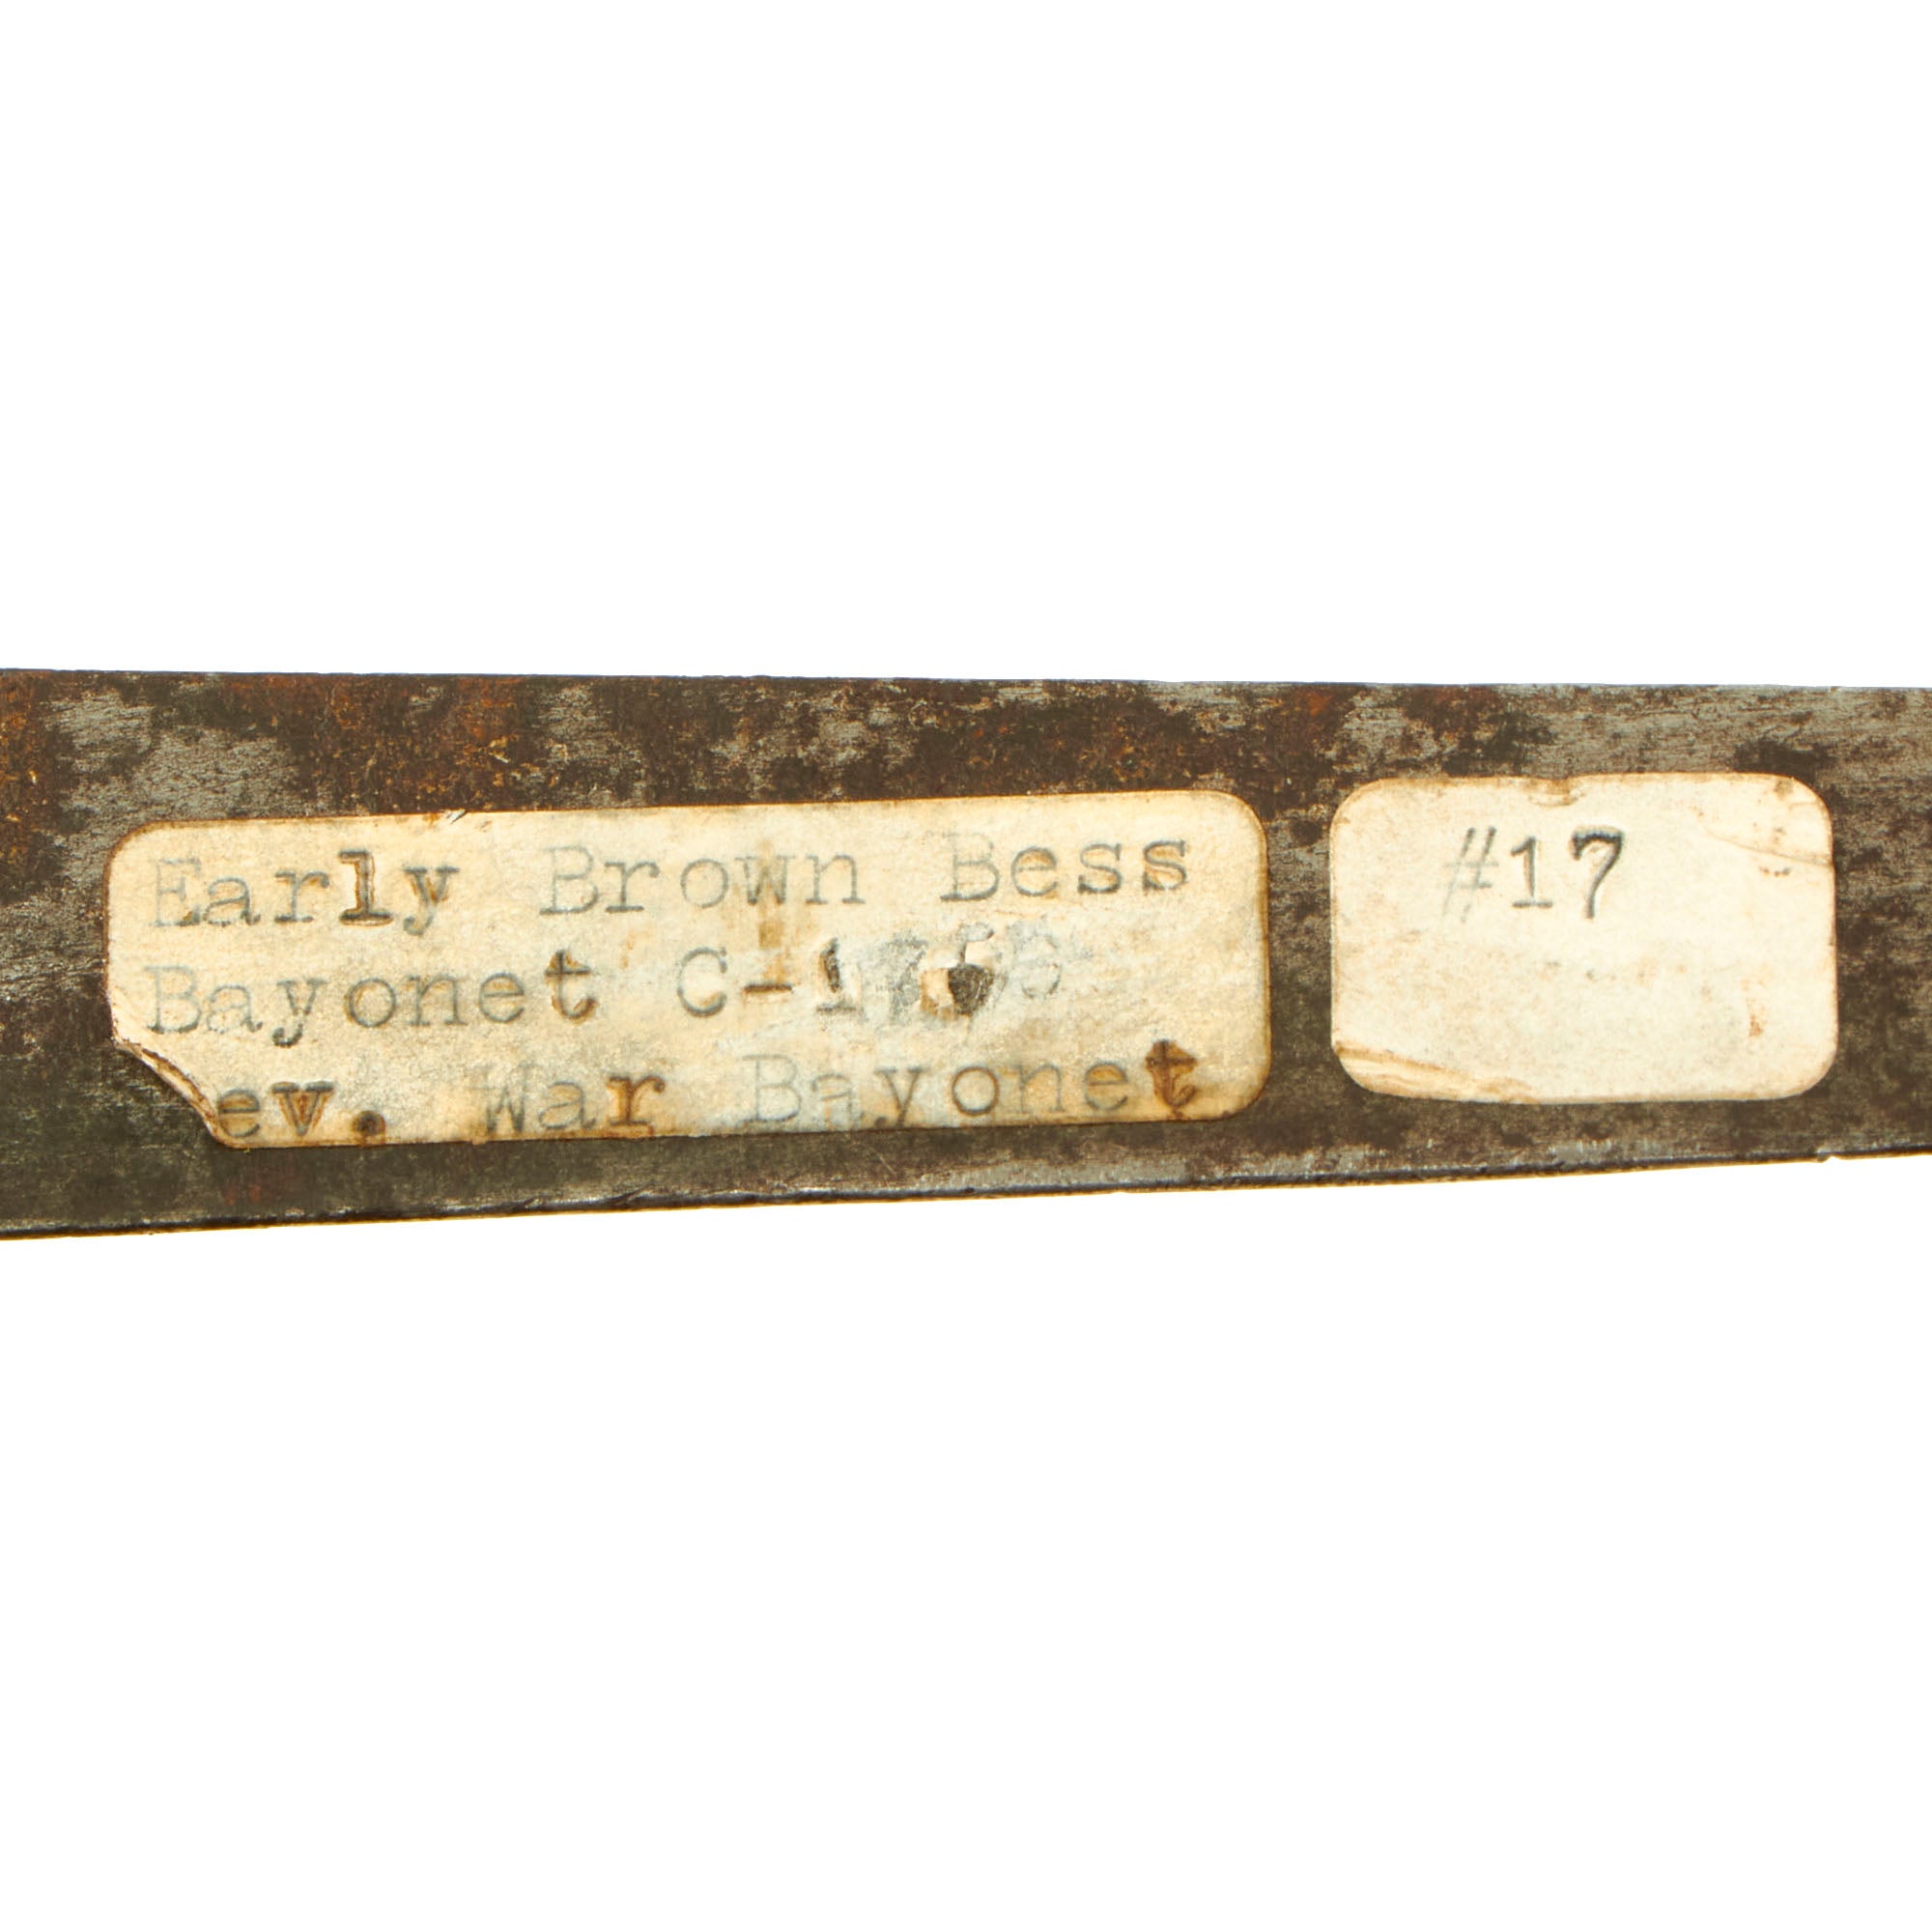 Early Brown Bess
Bayonet
ev. War Bayonet
#17